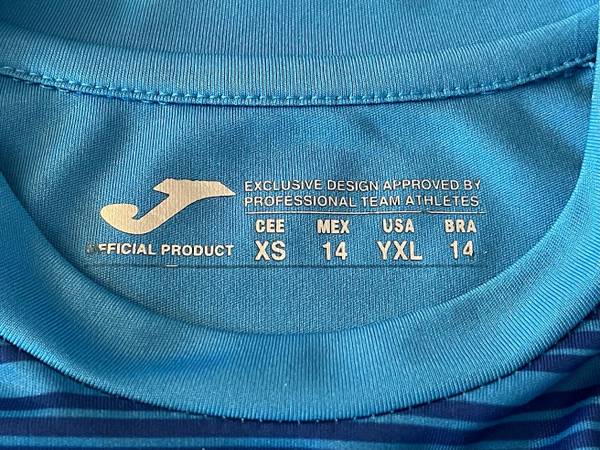 EXCLUSIVE DESIGN APPROVED BY
PROFESSIONAL TEAM ATHLETES
CEE MEX USA BRA
XS 14 YXL 14
OFFICIAL PRODUCT